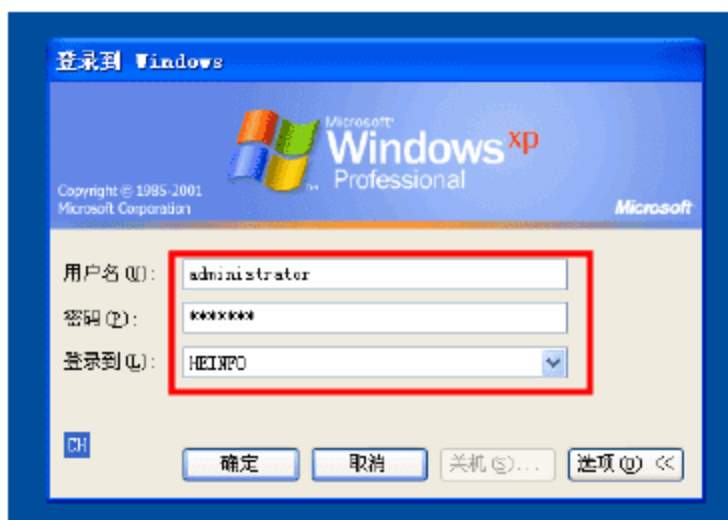 登录到 Windows
Microsoft
Windows xp
Professional
Copyright © 1985-2001
Microsoft Corporation
Microsoft
用户名(U): administrator
密码(P): *******
登录到(L): HEINFO
CH
确定 取消 关机(S)... 选项(O) <<